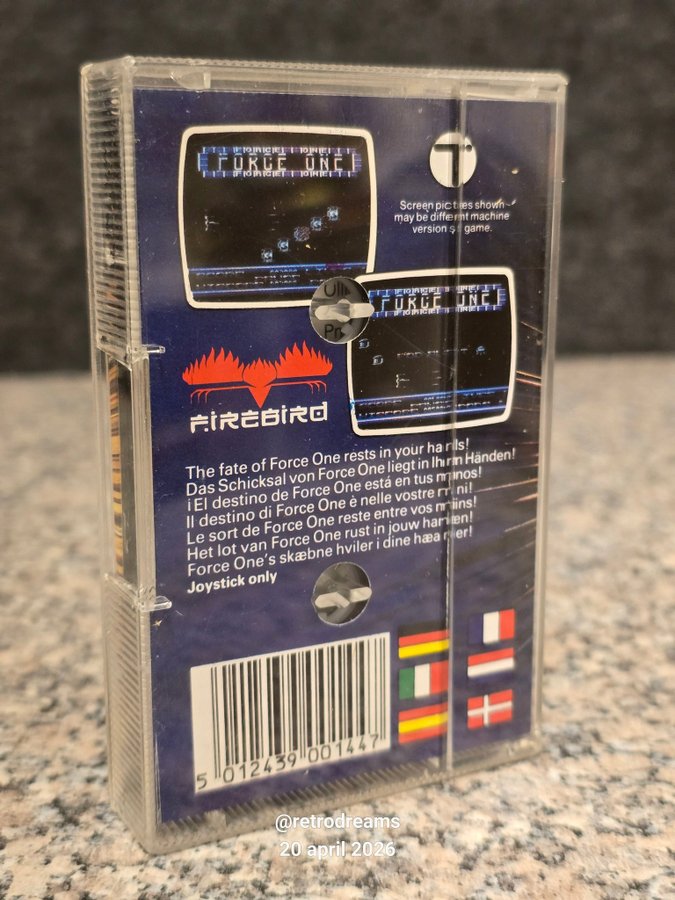 FORCE ONE
Screen pictures shown
may be different machine
version of game.
FORCE ONE
FIREBIRD
The fate of Force One rests in your hands!
Das Schicksal von Force One liegt in Ihren Händen!
¡El destino de Force One está en tus manos!
Il destino di Force One è nelle vostre mani!
Le sort de Force One reste entre vos mains!
Het lot van Force One rust in jouw handen!
Force One's skæbne hviler i dine hænder!
Joystick only
5 012439 001447
@retrodreams
20 april 2026